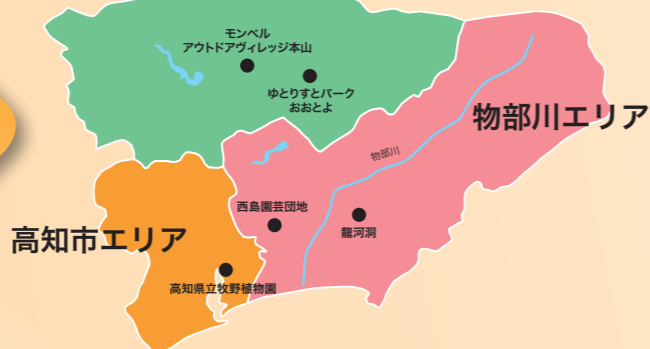 モンベル
アウトドアヴィレッジ本山
ゆとりすとパーク
おおとよ
物部川エリア
物部川
西島園芸団地
龍河洞
高知市エリア
高知県立牧野植物園